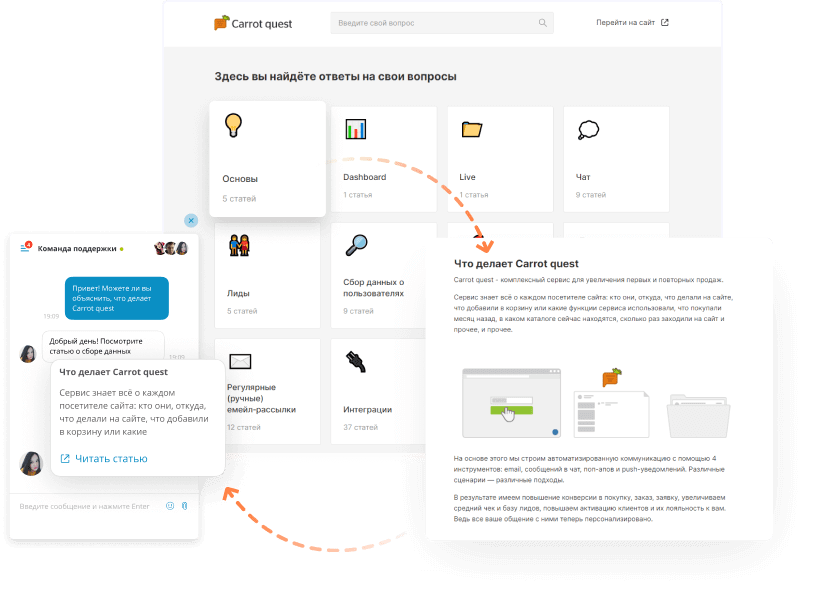 Carrot quest
Введите свой вопрос
Перейти на сайт
Здесь вы найдёте ответы на свои вопросы
Основы
5 статей
Dashboard
1 статья
Live
1 статья
Чат
9 статей
Лиды
5 статей
Сбор данных о
пользователях
9 статей
Регулярные
(ручные)
емейл-рассылки
12 статей
Интеграции
37 статей
4
Команда поддержки
Привет! Можете ли вы
объяснить, что делает
Carrot quest
19:09
Добрый день! Посмотрите
статью о сборе данных
19:09
Что делает Carrot quest
Сервис знает всё о каждом
посетителе сайта: кто они, откуда,
что делали на сайте, что добавили
в корзину или какие
Читать статью
Введите сообщение и нажмите Enter
Что делает Carrot quest
Carrot quest - комплексный сервис для увеличения первых и повторных продаж.
Сервис знает всё о каждом посетителе сайта: кто они, откуда, что делали на сайте,
что добавили в корзину или какие функции сервиса использовали, что покупали
месяц назад, в каком каталоге сейчас находятся, сколько раз заходили на сайт и
прочее, и прочее.
На основе этого мы строим автоматизированную коммуникацию с помощью 4
инструментов: email, сообщений в чат, поп-апов и push-уведомлений. Различные
сценарии — различные подходы.
В результате имеем повышение конверсии в покупку, заказ, заявку, увеличиваем
средний чек и базу лидов, повышаем активацию клиентов и их лояльность к вам.
Ведь все ваше общение с ними теперь персонализировано.